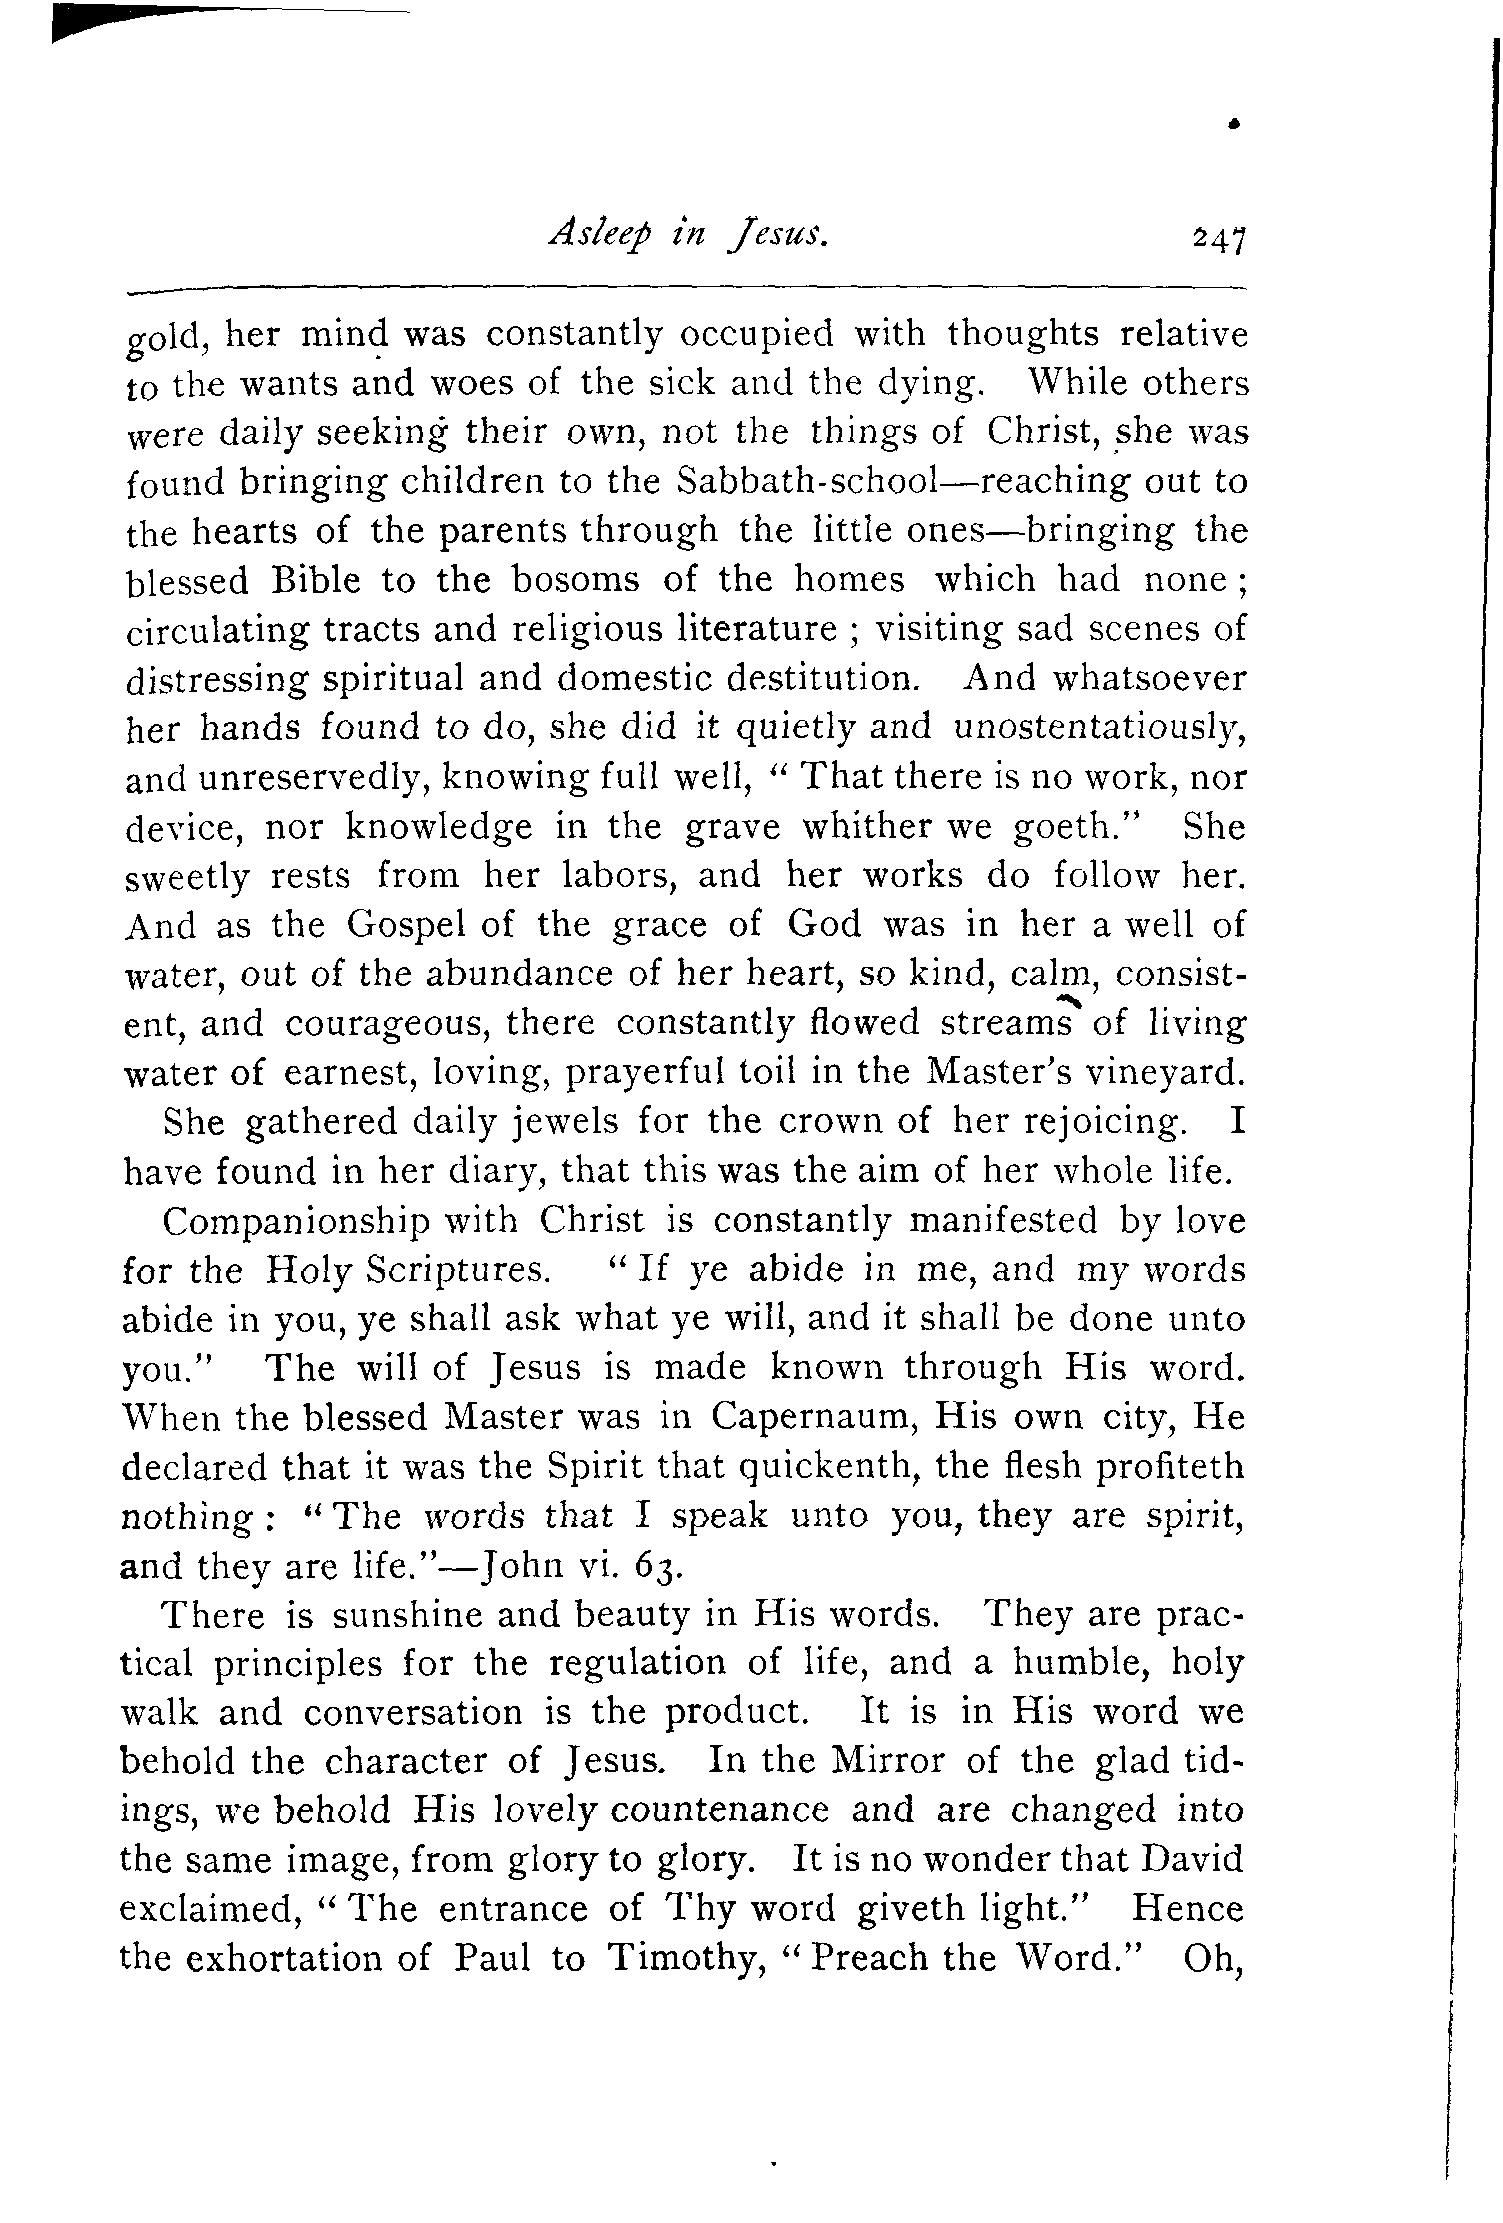 Asleep in Jesus. 247
gold, her mind was constantly occupied with thoughts relative
to the wants and woes of the sick and the dying. While others
were daily seeking their own, not the things of Christ, she was
found bringing children to the Sabbath-school—reaching out to
the hearts of the parents through the little ones—bringing the
blessed Bible to the bosoms of the homes which had none ;
circulating tracts and religious literature ; visiting sad scenes of
distressing spiritual and domestic destitution. And whatsoever
her hands found to do, she did it quietly and unostentatiously,
and unreservedly, knowing full well, " That there is no work, nor
device, nor knowledge in the grave whither we goeth." She
sweetly rests from her labors, and her works do follow her.
And as the Gospel of the grace of God was in her a well of
water, out of the abundance of her heart, so kind, calm, consist-
ent, and courageous, there constantly flowed streams of living
water of earnest, loving, prayerful toil in the Master's vineyard.
She gathered daily jewels for the crown of her rejoicing. I
have found in her diary, that this was the aim of her whole life.
Companionship with Christ is constantly manifested by love
for the Holy Scriptures. " If ye abide in me, and my words
abide in you, ye shall ask what ye will, and it shall be done unto
you." The will of Jesus is made known through His word.
When the blessed Master was in Capernaum, His own city, He
declared that it was the Spirit that quickenth, the flesh profiteth
nothing : " The words that I speak unto you, they are spirit,
and they are life."—John vi. 63.
There is sunshine and beauty in His words. They are prac-
tical principles for the regulation of life, and a humble, holy
walk and conversation is the product. It is in His word we
behold the character of Jesus. In the Mirror of the glad tid-
ings, we behold His lovely countenance and are changed into
the same image, from glory to glory. It is no wonder that David
exclaimed, " The entrance of Thy word giveth light." Hence
the exhortation of Paul to Timothy, " Preach the Word." Oh,